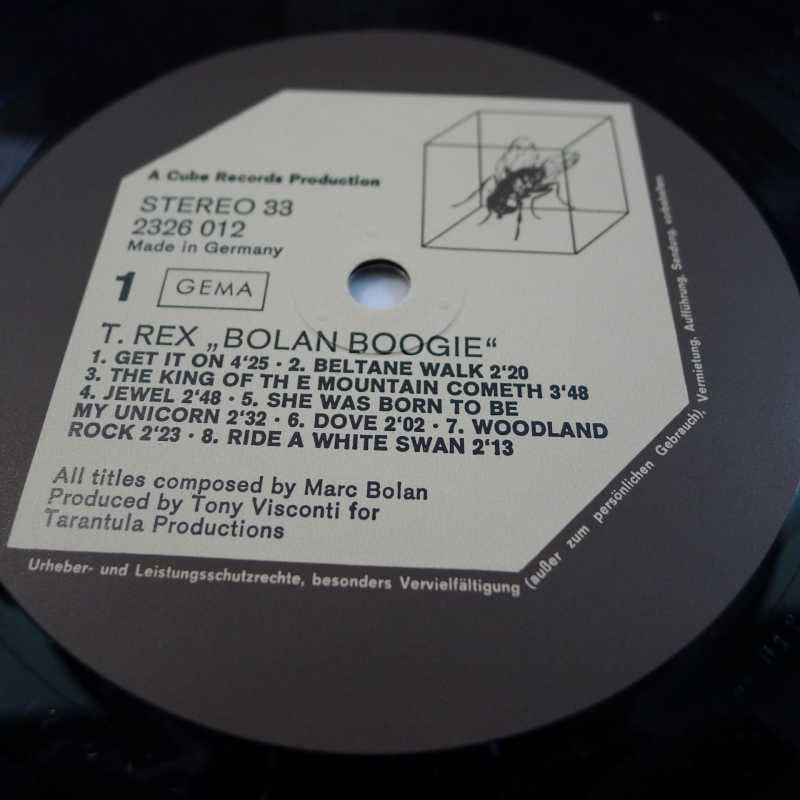 A Cube Records Production
STEREO 33
2326 012
Made in Germany
1 GEMA
T. REX „BOLAN BOOGIE“
1. GET IT ON 4‘25 · 2. BELTANE WALK 2‘20
3. THE KING OF TH E MOUNTAIN COMETH 3‘48
4. JEWEL 2‘48 · 5. SHE WAS BORN TO BE
MY UNICORN 2‘32 · 6. DOVE 2‘02 · 7. WOODLAND
ROCK 2‘23 · 8. RIDE A WHITE SWAN 2‘13
All titles composed by Marc Bolan
Produced by Tony Visconti for
Tarantula Productions
Urheber- und Leistungsschutzrechte, besonders Vervielfältigung (außer zum persönlichen Gebrauch), Vermietung, Aufführung, Sendung, vorbehalten.